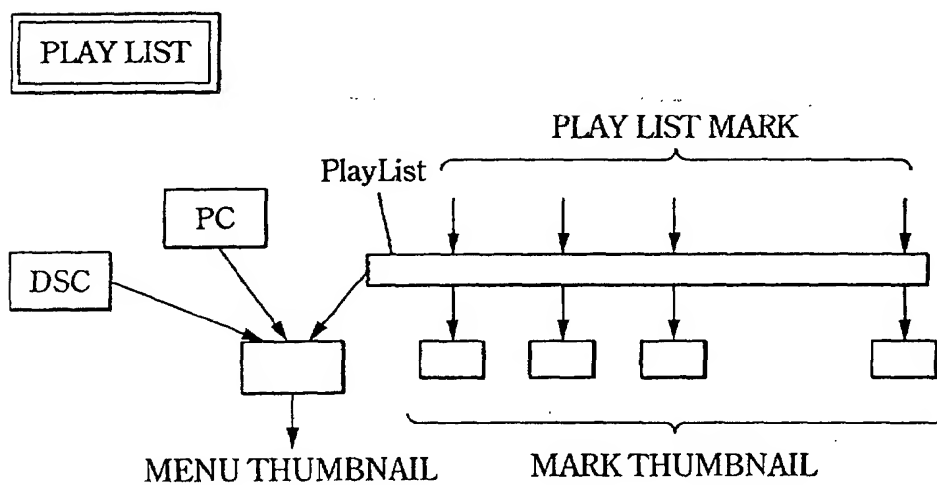 PLAY LIST
PLAY LIST MARK
PlayList
PC
DSC
MENU THUMBNAIL
MARK THUMBNAIL